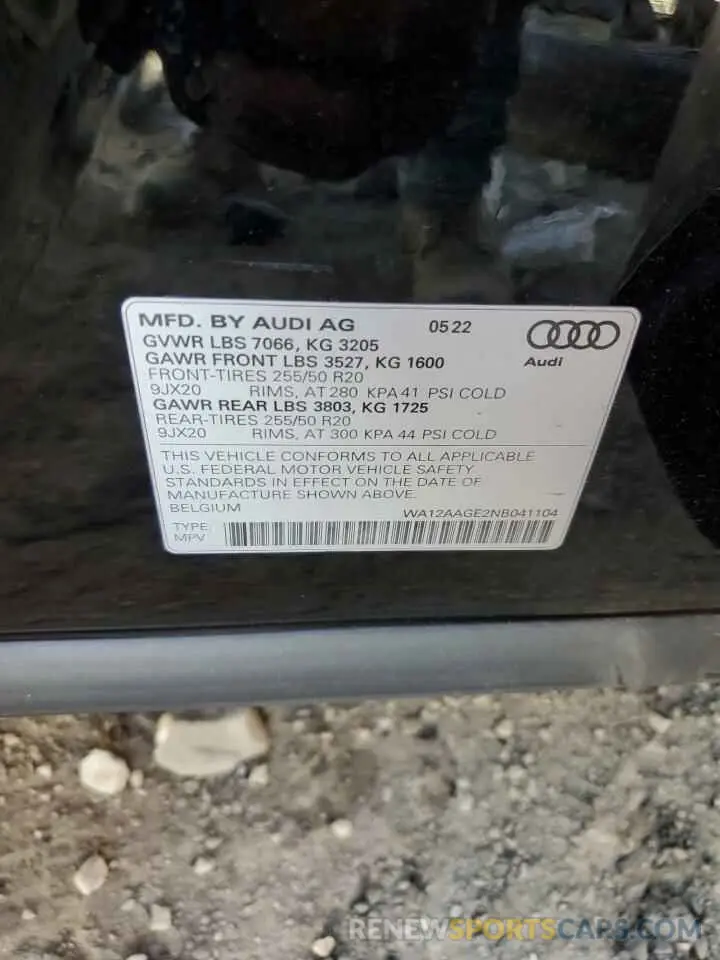 MFD. BY AUDI AG 05 22
GVWR LBS 7066, KG 3205
GAWR FRONT LBS 3527, KG 1600
Audi
FRONT-TIRES 255/50 R20
9JX20 RIMS, AT 280 KPA 41 PSI COLD
GAWR REAR LBS 3803, KG 1725
REAR-TIRES 255/50 R20
9JX20 RIMS, AT 300 KPA 44 PSI COLD
THIS VEHICLE CONFORMS TO ALL APPLICABLE
U.S. FEDERAL MOTOR VEHICLE SAFETY
STANDARDS IN EFFECT ON THE DATE OF
MANUFACTURE SHOWN ABOVE.
BELGIUM WA12AAGE2NB041104
TYPE:
MPV
RENEWSPORTSCARS.COM